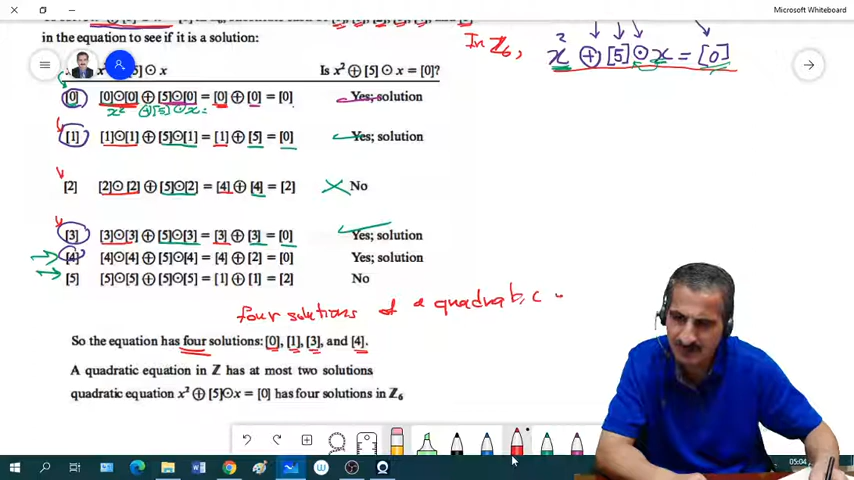 Microsoft Whiteboard
in the equation to see if it is a solution:
In ℤ6, x² ⊕ [5] ⊙ x = [0]
] ⊙ x Is x² ⊕ [5] ⊙ x = [0]?
[0] [0]⊙[0] ⊕ [5]⊙[0] = [0] ⊕ [0] = [0] Yes; solution
x² ⊕[5]⊙x=
[1] [1]⊙[1] ⊕ [5]⊙[1] = [1] ⊕ [5] = [0] Yes; solution
[2] [2]⊙[2] ⊕ [5]⊙[2] = [4] ⊕ [4] = [2] No
[3] [3]⊙[3] ⊕ [5]⊙[3] = [3] ⊕ [3] = [0] Yes; solution
[4] [4]⊙[4] ⊕ [5]⊙[4] = [4] ⊕ [2] = [0] Yes; solution
[5] [5]⊙[5] ⊕ [5]⊙[5] = [1] ⊕ [1] = [2] No
four solutions of a quadratic
So the equation has four solutions: [0], [1], [3], and [4].
A quadratic equation in ℤ has at most two solutions
quadratic equation x² ⊕ [5]⊙x = [0] has four solutions in ℤ6
05:04